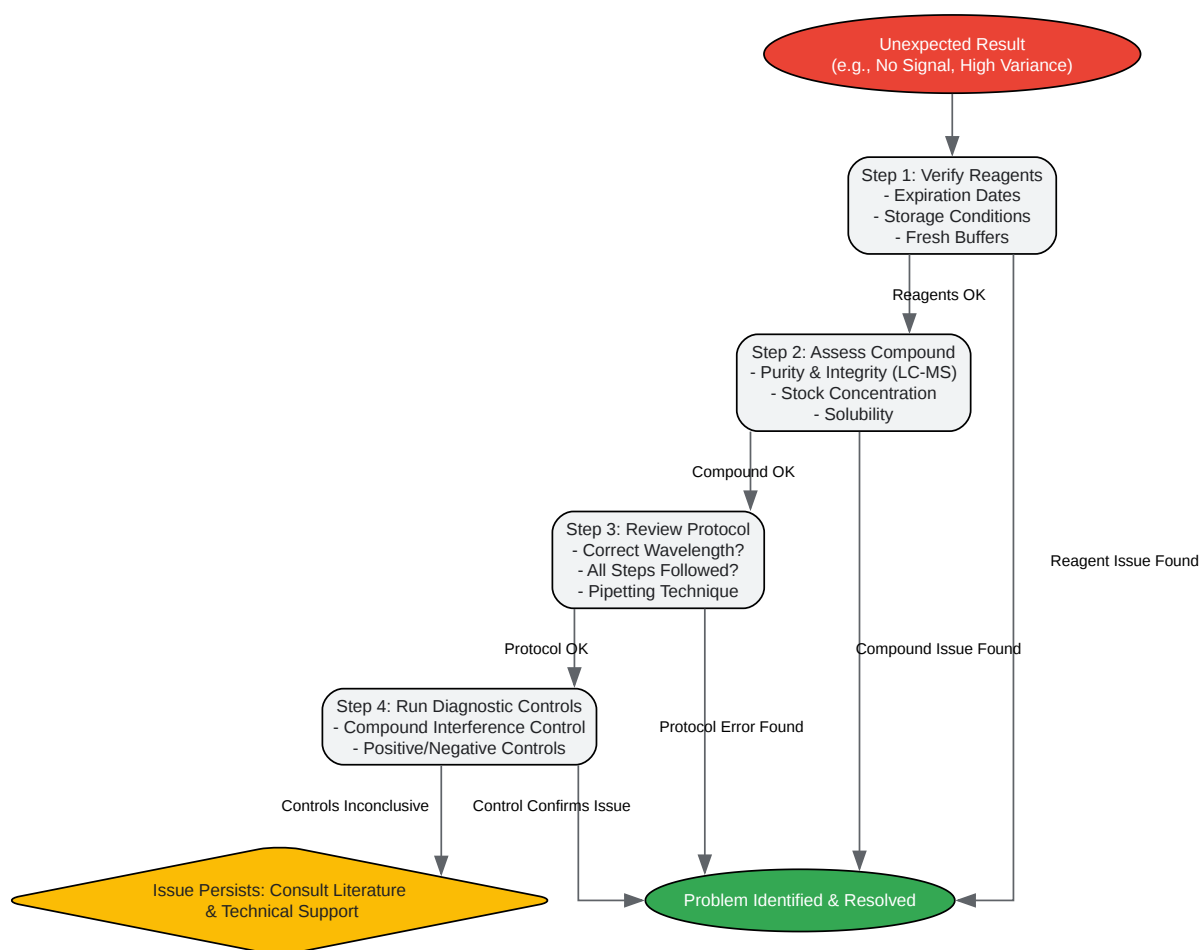 Unexpected Result
(e.g., No Signal, High Variance)
Step 1: Verify Reagents
- Expiration Dates
- Storage Conditions
- Fresh Buffers
Reagents OK
Step 2: Assess Compound
- Purity & Integrity (LC-MS)
- Stock Concentration
- Solubility
Compound OK
Step 3: Review Protocol
- Correct Wavelength?
- All Steps Followed?
- Pipetting Technique
Reagent Issue Found
Protocol OK
Compound Issue Found
Step 4: Run Diagnostic Controls
- Compound Interference Control
- Positive/Negative Controls
Protocol Error Found
Controls Inconclusive
Control Confirms Issue
Issue Persists: Consult Literature
& Technical Support
Problem Identified & Resolved